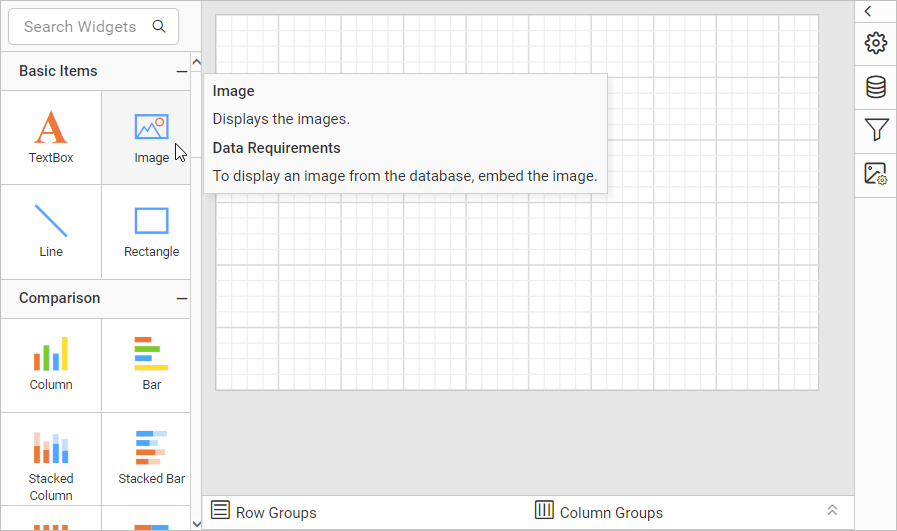 Search Widgets
Basic Items
TextBox
Image
Line
Rectangle
Comparison
Column
Bar
Stacked
Column
Stacked Bar
Image
Displays the images.
Data Requirements
To display an image from the database, embed the image.
Row Groups
Column Groups